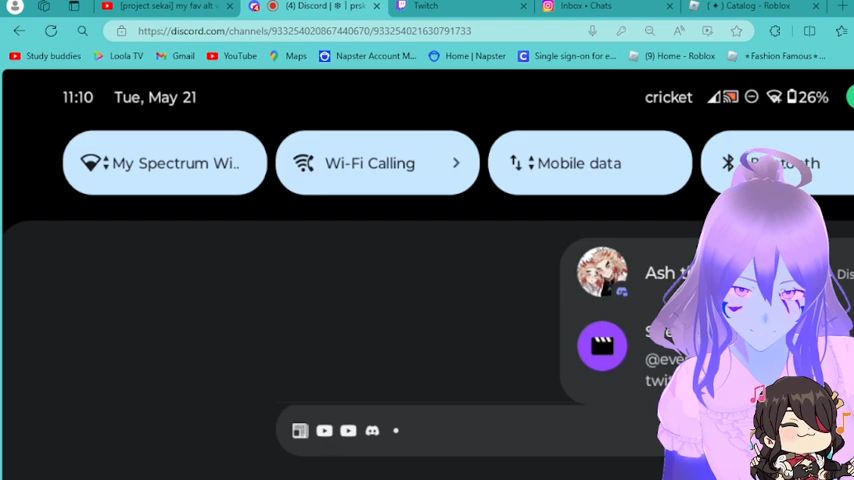 [project sekai] my fav alt v
(4) Discord | ❄ | prsk
Twitch
Inbox • Chats
(✦) Catalog - Roblox
https://discord.com/channels/933254020867440670/933254021630791733
Study buddies
Loola TV
Gmail
YouTube
Maps
Napster Account M...
Home | Napster
Single sign-on for e...
(9) Home - Roblox
⭑Fashion Famous⭑...
11:10 Tue, May 21
cricket 26%
My Spectrum Wi..
Wi-Fi Calling
Mobile data
Ash
Dis
@eve
twit